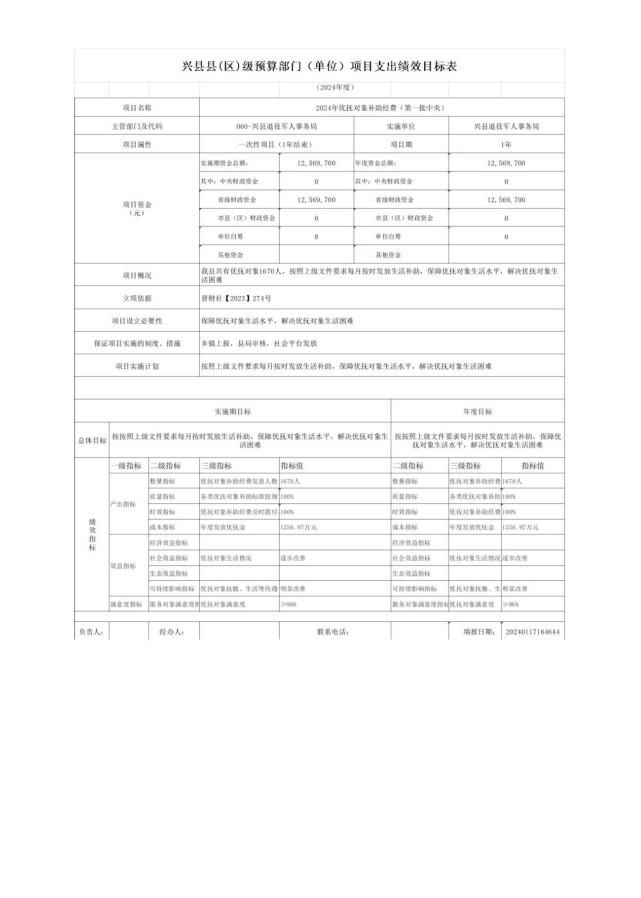 兴县县(区)级预算部门（单位）项目支出绩效目标表
（2024年度）
项目名称 2024年优抚对象补助经费（第一批中央）
主管部门及代码 060-兴县退役军人事务局 实施单位 兴县退役军人事务局
项目属性 一次性项目（1年结束） 项目期 1年
项目资金（元）
实施期资金总额： 12,569,700 年度资金总额： 12,569,700
其中：中央财政资金 0 其中：中央财政资金 0
省级财政资金 12,569,700 省级财政资金 12,569,700
市县（区）财政资金 0 市县（区）财政资金 0
单位自筹 0 单位自筹 0
其他资金 其他资金
项目概况 我县共有优抚对象1670人，按照上级文件要求每月按时发放生活补助，保障优抚对象生活水平，解决优抚对象生
活困难
立项依据 晋财社【2023】274号
项目设立必要性 保障优抚对象生活水平，解决优抚对象生活困难
保证项目实施的制度、措施 乡镇上报，县局审核，社会平台发放
项目实施计划 按照上级文件要求每月按时发放生活补助，保障优抚对象生活水平，解决优抚对象生活困难
实施期目标 年度目标
总体目标 按按照上级文件要求每月按时发放生活补助，保障优抚对象生活水平，解决优抚对象生
活困难
按按照上级文件要求每月按时发放生活补助，保障优
抚对象生活水平，解决优抚对象生活困难
绩效指标
一级指标 二级指标 三级指标 指标值 二级指标 三级指标 指标值
产出指标
数量指标 优抚对象补助经费发放人数 1670人 数量指标 优抚对象补助经费 1670人
质量指标 各类优抚对象补助标准按规 100% 质量指标 各类优抚对象补助 100%
时效指标 优抚对象补助经费及时拨付 100% 时效指标 优抚对象补助经费 100%
成本指标 年度发放优抚金 1256.97万元 成本指标 年度发放优抚金 1256.97万元
效益指标
经济效益指标 经济效益指标
社会效益指标 优抚对象生活情况 逐步改善 社会效益指标 优抚对象生活情况 逐步改善
生态效益指标 生态效益指标
可持续影响指标 优抚对象抚恤、生活等待遇 明显改善 可持续影响指标 优抚对象抚恤、生 明显改善
满意度指标 服务对象满意度指 优抚对象满意度 ≥96% 服务对象满意度指标 优抚对象满意度 ≥96%
负责人： 经办人： 联系电话： 填报日期： 20240117164644